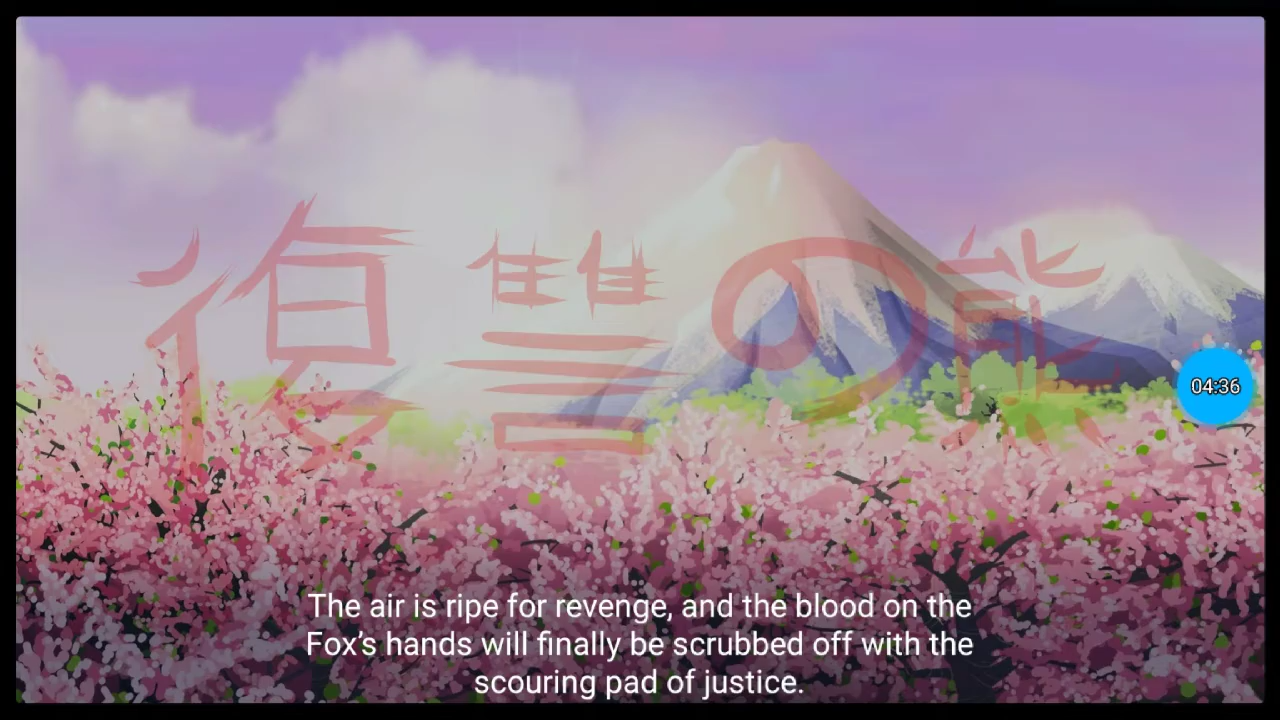 復讐の熊
04:36
The air is ripe for revenge, and the blood on the
Fox’s hands will finally be scrubbed off with the
scouring pad of justice.